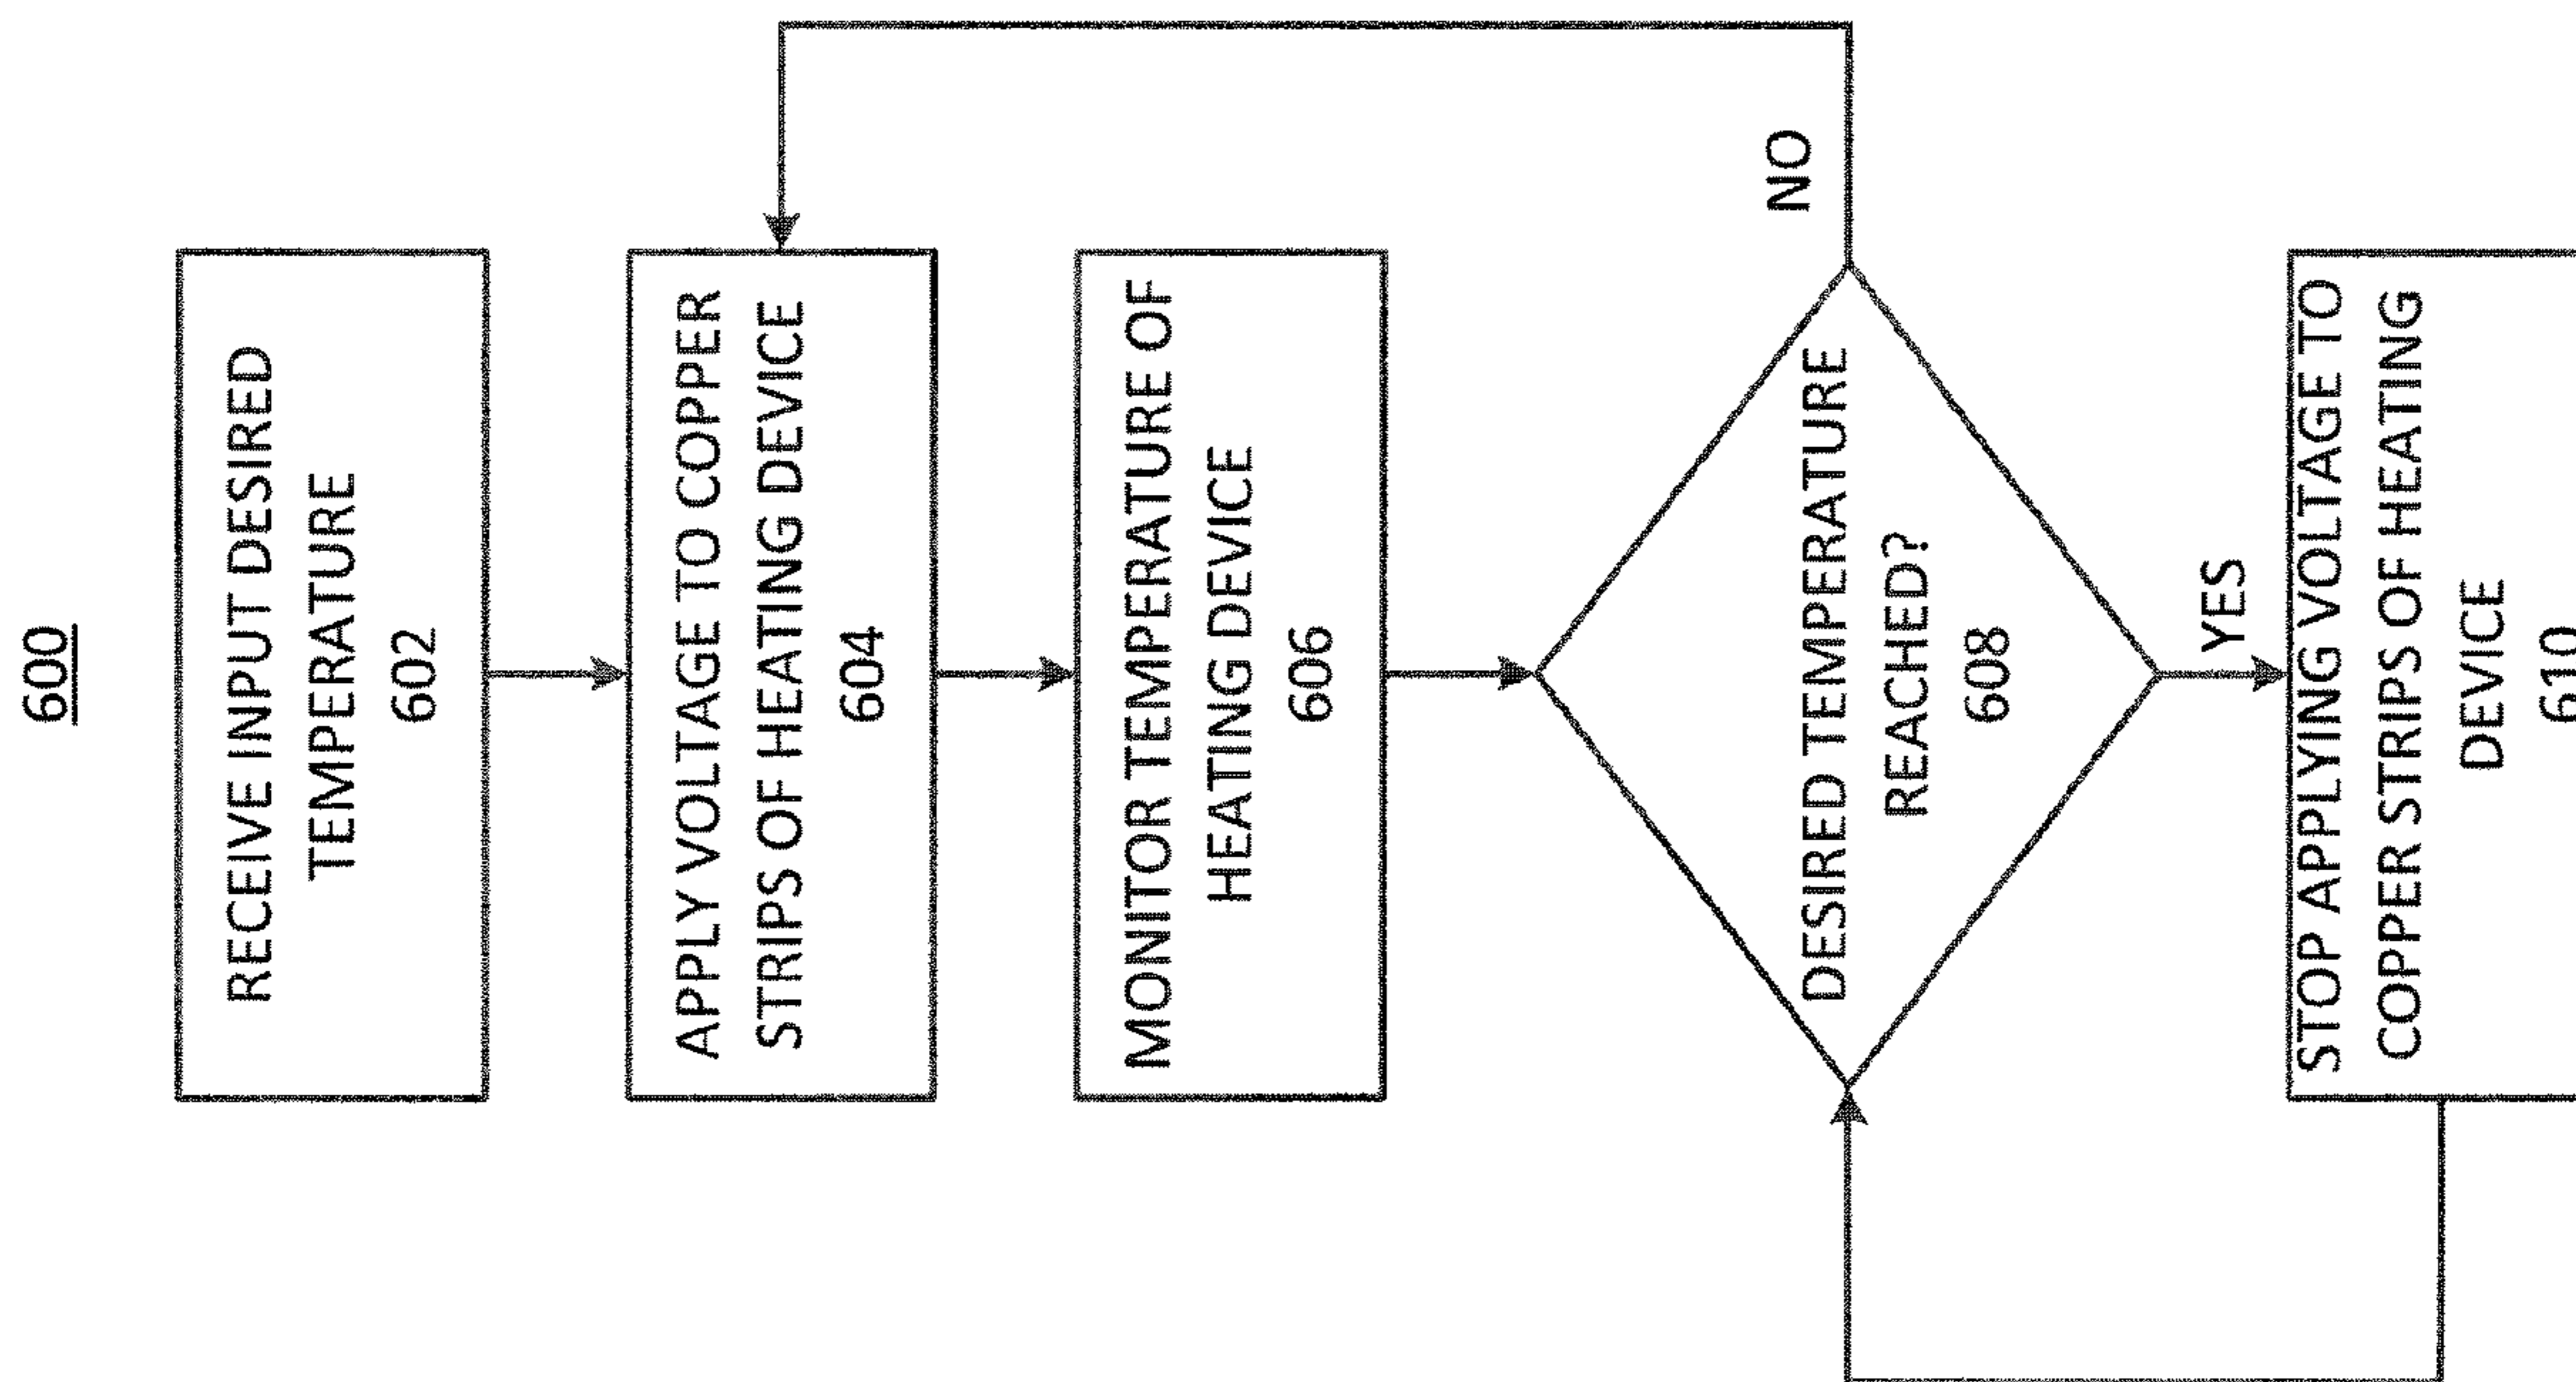 600
RECEIVE INPUT DESIRED
TEMPERATURE
602
APPLY VOLTAGE TO COPPER
STRIPS OF HEATING DEVICE
604
MONITOR TEMPERATURE OF
HEATING DEVICE
606
DESIRED TEMPERATURE
REACHED?
608
NO
YES
STOP APPLYING VOLTAGE TO
COPPER STRIPS OF HEATING
DEVICE
610